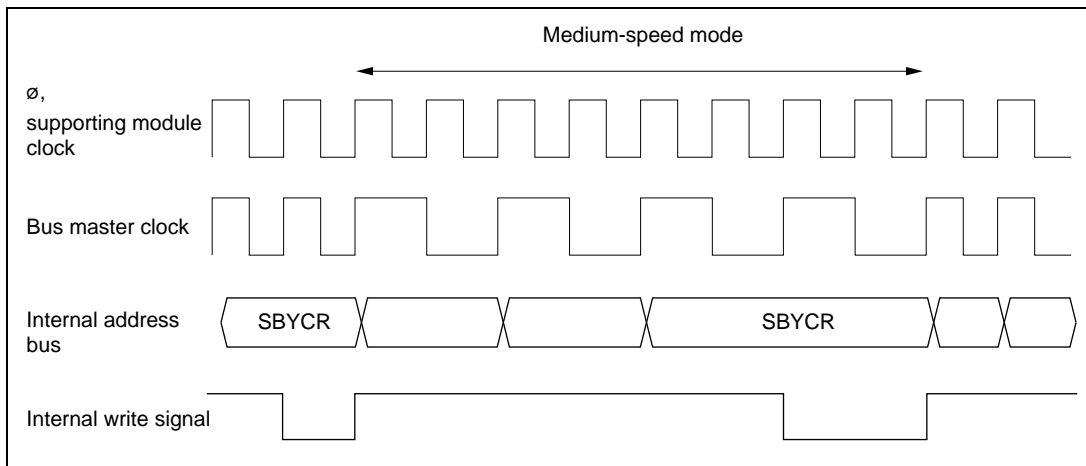 Medium-speed mode
ø,
supporting module
clock
Bus master clock
Internal address
bus
SBYCR
SBYCR
Internal write signal